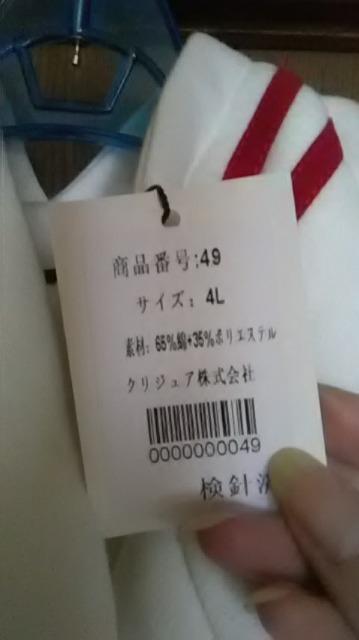 商品番号:49
サイズ: 4L
素材: 65%綿+35%ポリエステル
クリジュア株式会社
0000000049
検針